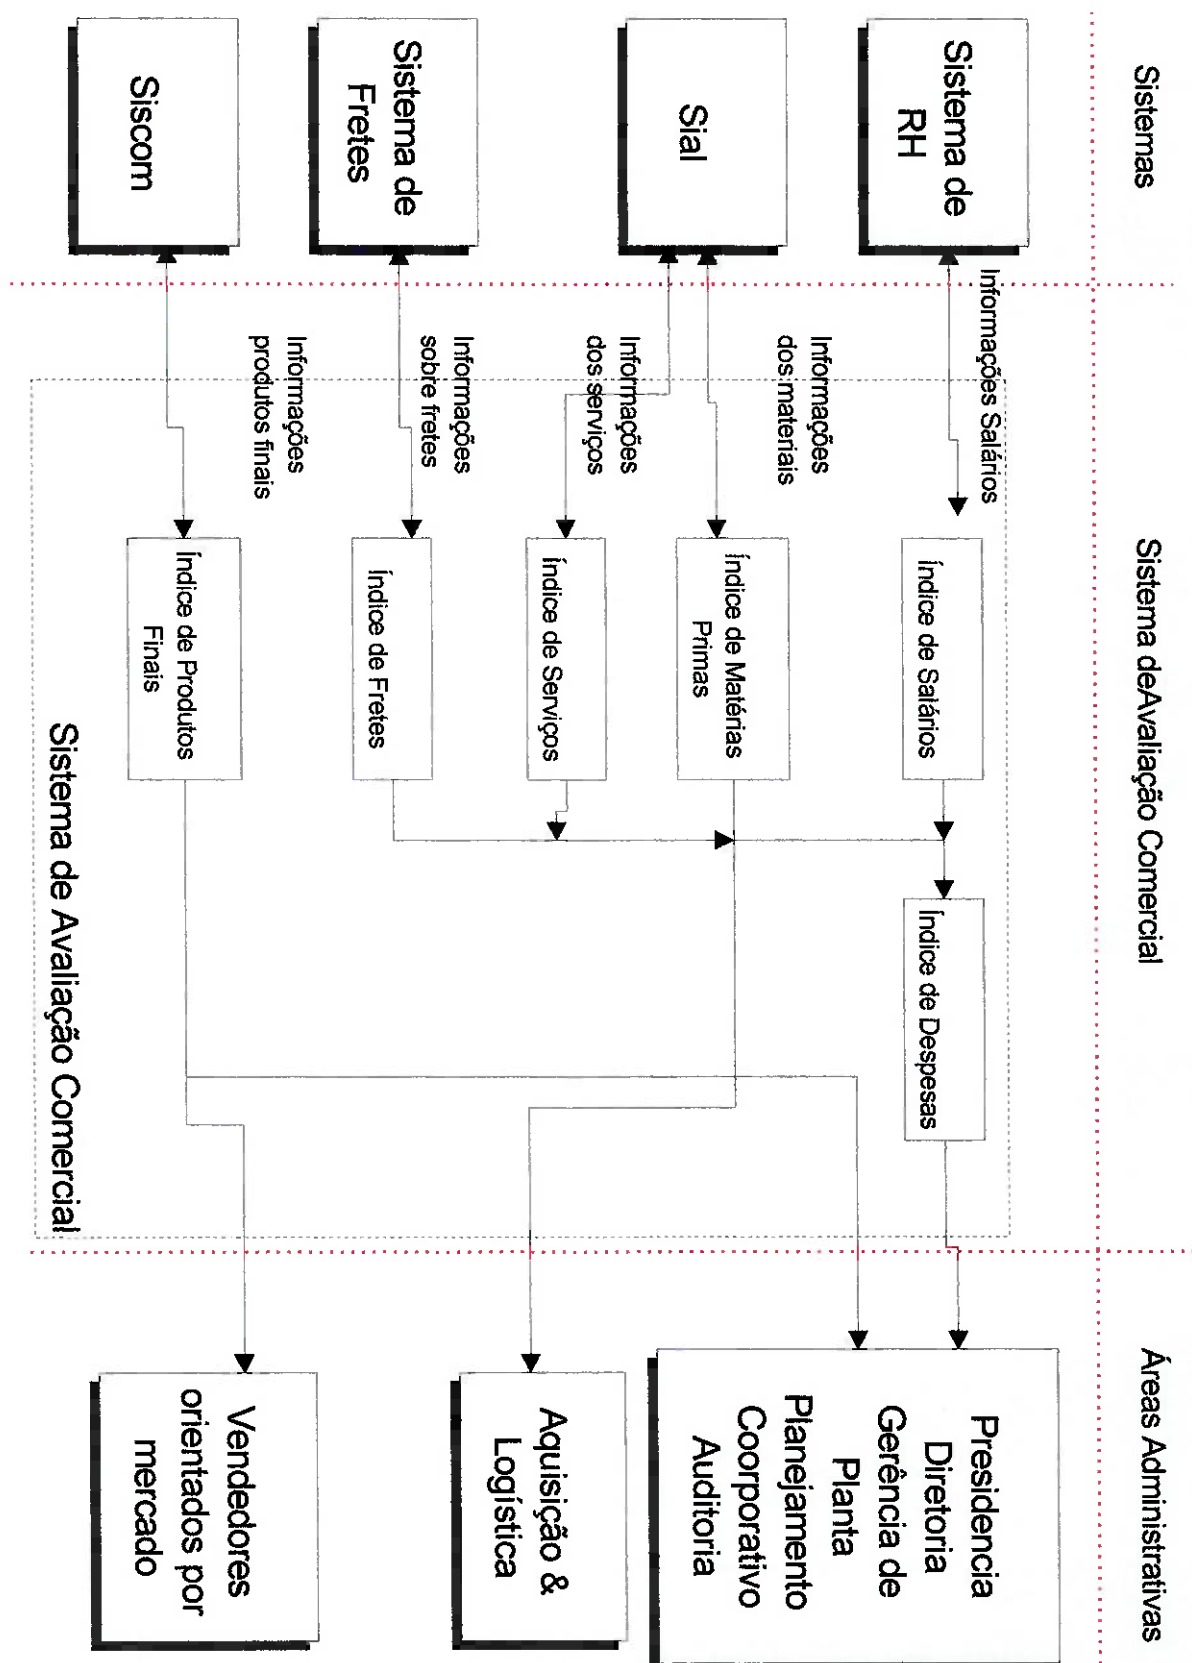 Sistemas
Sistema deAvaliação Comercial
Áreas Administrativas
Sistema de
RH
Informações Salários
Índice de Salários
Índice de Despesas
Presidencia
Diretoria
Gerência de
Planta
Planejamento
Coorporativo
Auditoria
Sial
Informações
dos materiais
Índice de Matérias
Primas
Informações
dos serviços
Índice de Serviços
Aquisição &
Logística
Sistema de
Fretes
Informações
sobre fretes
Índice de Fretes
Siscom
Informações
produtos finais
Índice de Produtos
Finais
Vendedores
orientados por
mercado
Sistema de Avaliação Comercial